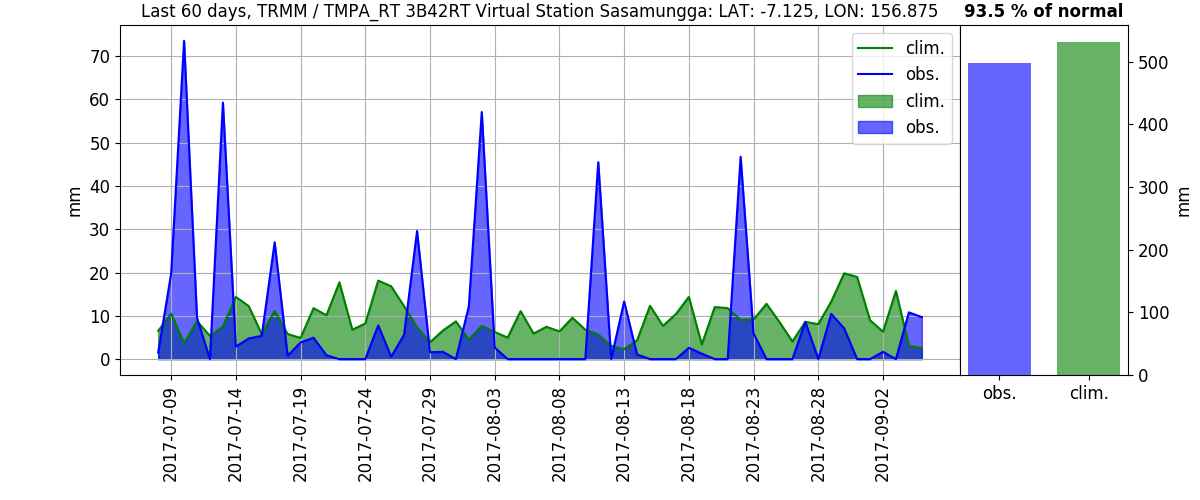 Last 60 days, TRMM / TMPA_RT 3B42RT Virtual Station Sasamungga: LAT: -7.125, LON: 156.875
93.5 % of normal
clim.
obs.
clim.
obs.
mm
70
60
50
40
30
20
10
0
2017-07-09
2017-07-14
2017-07-19
2017-07-24
2017-07-29
2017-08-03
2017-08-08
2017-08-13
2017-08-18
2017-08-23
2017-08-28
2017-09-02
500
400
300
200
100
0
mm
obs.
clim.